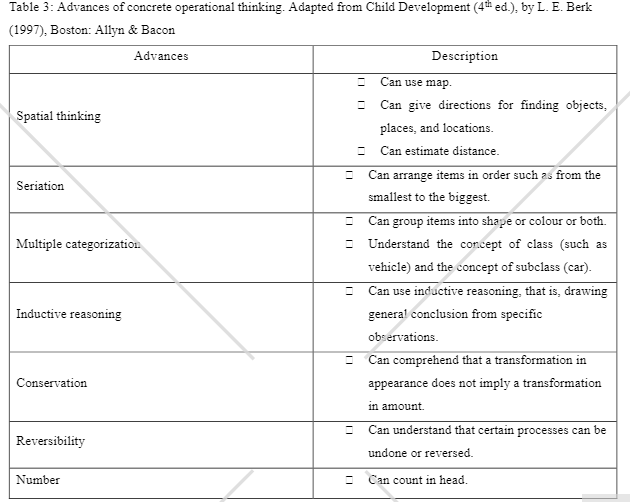 Table 3: Advances of concrete operational thinking. Adapted from Child Development (4th ed.), by L. E. Berk
(1997), Boston: Allyn & Bacon
Advances Description
Spatial thinking
Can use map.
Can give directions for finding objects,
places, and locations.
Can estimate distance.
Seriation
Can arrange items in order such as from the
smallest to the biggest.
Multiple categorization
Can group items into shape or colour or both.
Understand the concept of class (such as
vehicle) and the concept of subclass (car).
Inductive reasoning
Can use inductive reasoning, that is, drawing
general conclusion from specific
observations.
Conservation
Can comprehend that a transformation in
appearance does not imply a transformation
in amount.
Reversibility
Can understand that certain processes can be
undone or reversed.
Number
Can count in head.